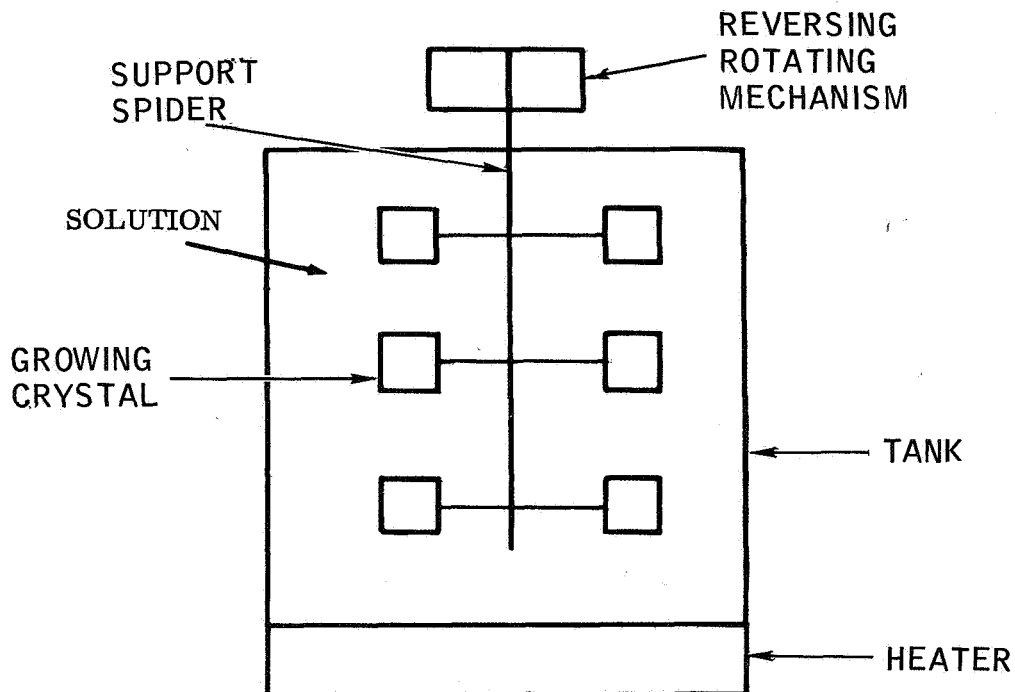 REVERSING
ROTATING
MECHANISM
SUPPORT
SPIDER
SOLUTION
GROWING
CRYSTAL
TANK
HEATER